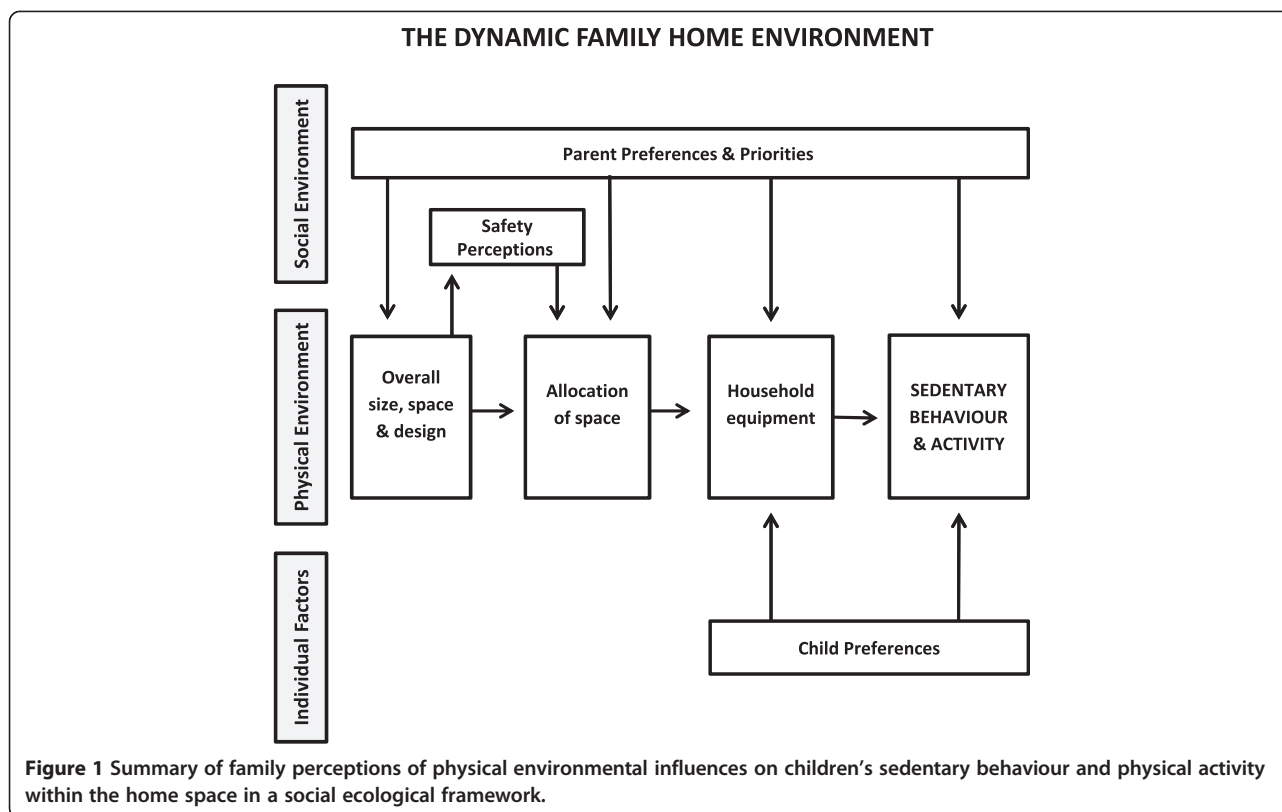 THE DYNAMIC FAMILY HOME ENVIRONMENT
Social Environment
Parent Preferences & Priorities
Safety
Perceptions
Physical Environment
Overall
size, space
& design
Allocation
of space
Household
equipment
SEDENTARY
BEHAVIOUR
& ACTIVITY
Individual Factors
Child Preferences
Figure 1 Summary of family perceptions of physical environmental influences on children's sedentary behaviour and physical activity
within the home space in a social ecological framework.